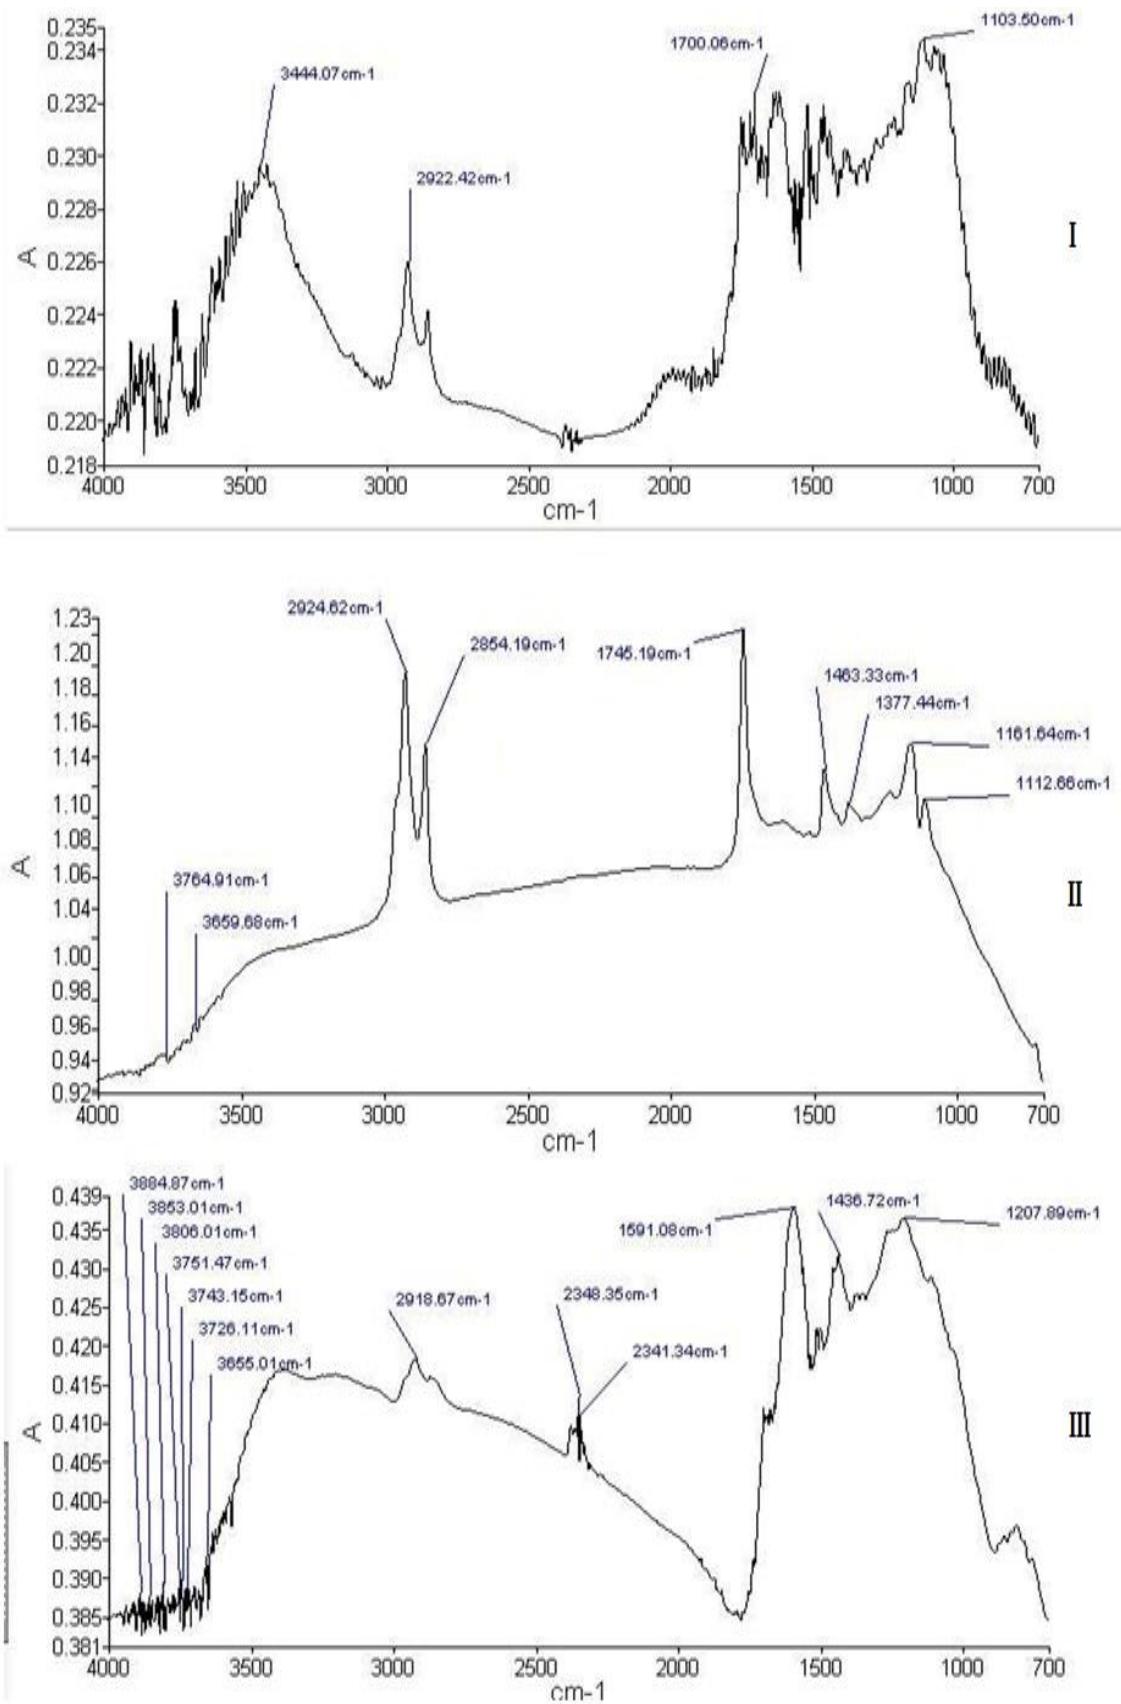 0.235
1103.50cm-1
0.234
1700.06cm-1
3444.07cm-1
0.232
0.230
2922.42cm-1
0.228
A
0.226
I
0.224
0.222
0.220
0.218
4000 3500 3000 2500 2000 1500 1000 700
cm-1
2924.62cm-1
1.23
2854.19cm-1
1745.19cm-1
1.20
1463.33cm-1
1.18
1377.44cm-1
1.16
1161.64cm-1
1.14
1112.66cm-1
1.10
1.08
A
1.06
3764.91cm-1
II
1.04
3659.68cm-1
1.00
0.98
0.96
0.94
0.92
4000 3500 3000 2500 2000 1500 1000 700
cm-1
3884.87cm-1
0.439
3853.01cm-1
1436.72cm-1
1207.89cm-1
0.435
3806.01cm-1
1591.08cm-1
3751.47cm-1
0.430
3743.15cm-1
2918.67cm-1
2348.35cm-1
0.425
3726.11cm-1
0.420
2341.34cm-1
3655.01cm-1
0.415
A
0.410
III
0.405
0.400
0.395
0.390
0.385
0.381
4000 3500 3000 2500 2000 1500 1000 700
cm-1